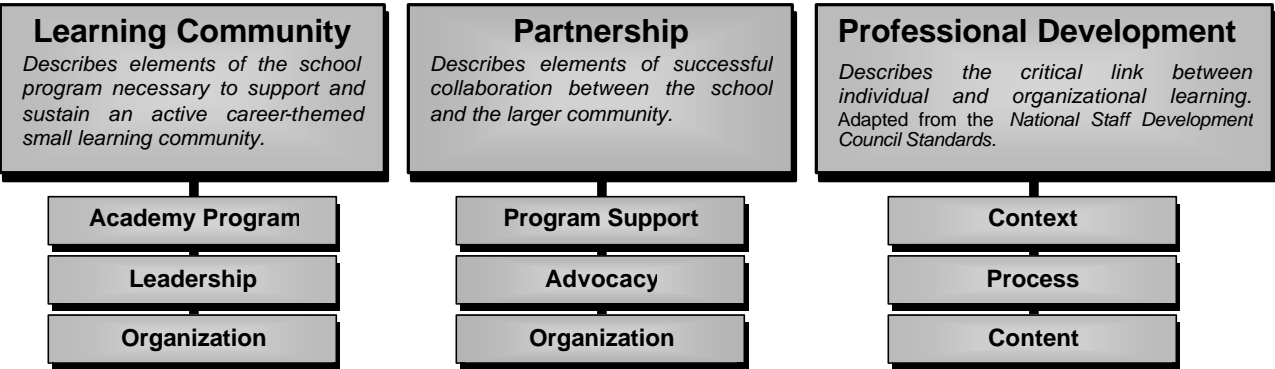 Learning Community
Describes elements of the school
program necessary to support and
sustain an active career-themed
small learning community.
Academy Program
Leadership
Organization
Partnership
Describes elements of successful
collaboration between the school
and the larger community.
Program Support
Advocacy
Organization
Professional Development
Describes the critical link between
individual and organizational learning.
Adapted from the National Staff Development
Council Standards.
Context
Process
Content